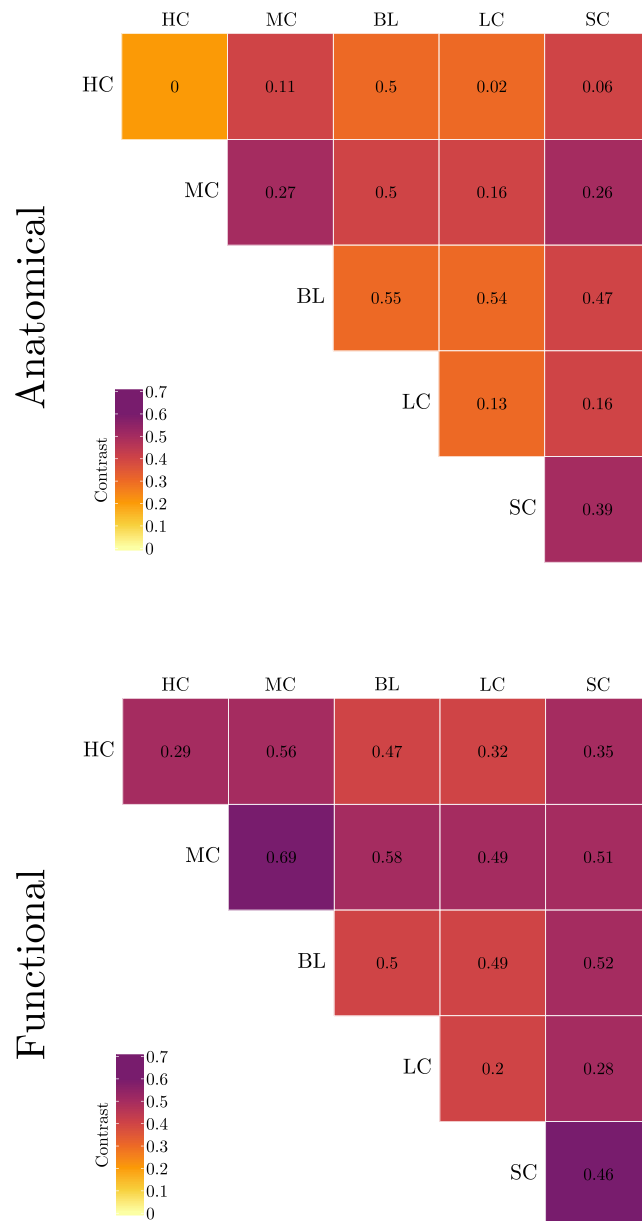 HC MC BL LC SC
HC 0 0.11 0.5 0.02 0.06
MC 0.27 0.5 0.16 0.26
Anatomical
BL 0.55 0.54 0.47
LC 0.13 0.16
Contrast
0.7
0.6
0.5
0.4
0.3
0.2
0.1
0
SC 0.39
HC MC BL LC SC
HC 0.29 0.56 0.47 0.32 0.35
MC 0.69 0.58 0.49 0.51
Functional
BL 0.5 0.49 0.52
LC 0.2 0.28
Contrast
0.7
0.6
0.5
0.4
0.3
0.2
0.1
0
SC 0.46